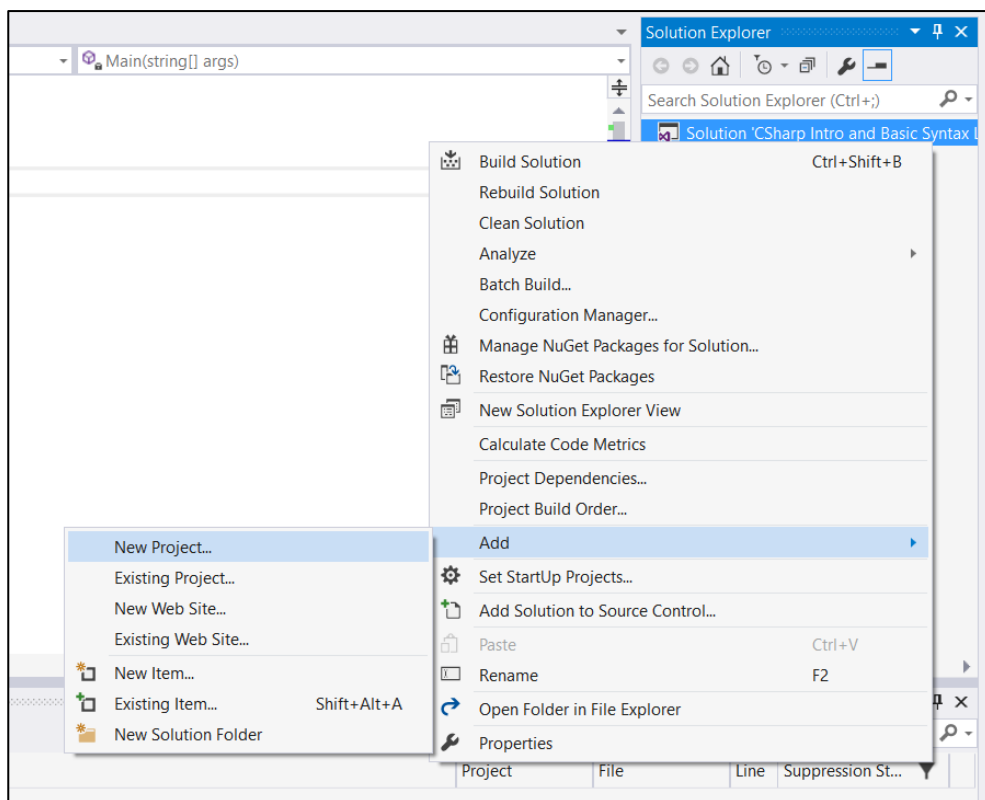 Solution Explorer
Main(string[] args)
Search Solution Explorer (Ctrl+;)
Solution 'CSharp Intro and Basic Syntax L
Build Solution Ctrl+Shift+B
Rebuild Solution
Clean Solution
Analyze
Batch Build...
Configuration Manager...
Manage NuGet Packages for Solution...
Restore NuGet Packages
New Solution Explorer View
Calculate Code Metrics
Project Dependencies...
Project Build Order...
Add
Set StartUp Projects...
Add Solution to Source Control...
Paste Ctrl+V
Rename F2
Open Folder in File Explorer
Properties
New Project...
Existing Project...
New Web Site...
Existing Web Site...
New Item...
Existing Item... Shift+Alt+A
New Solution Folder
Project File Line Suppression St...